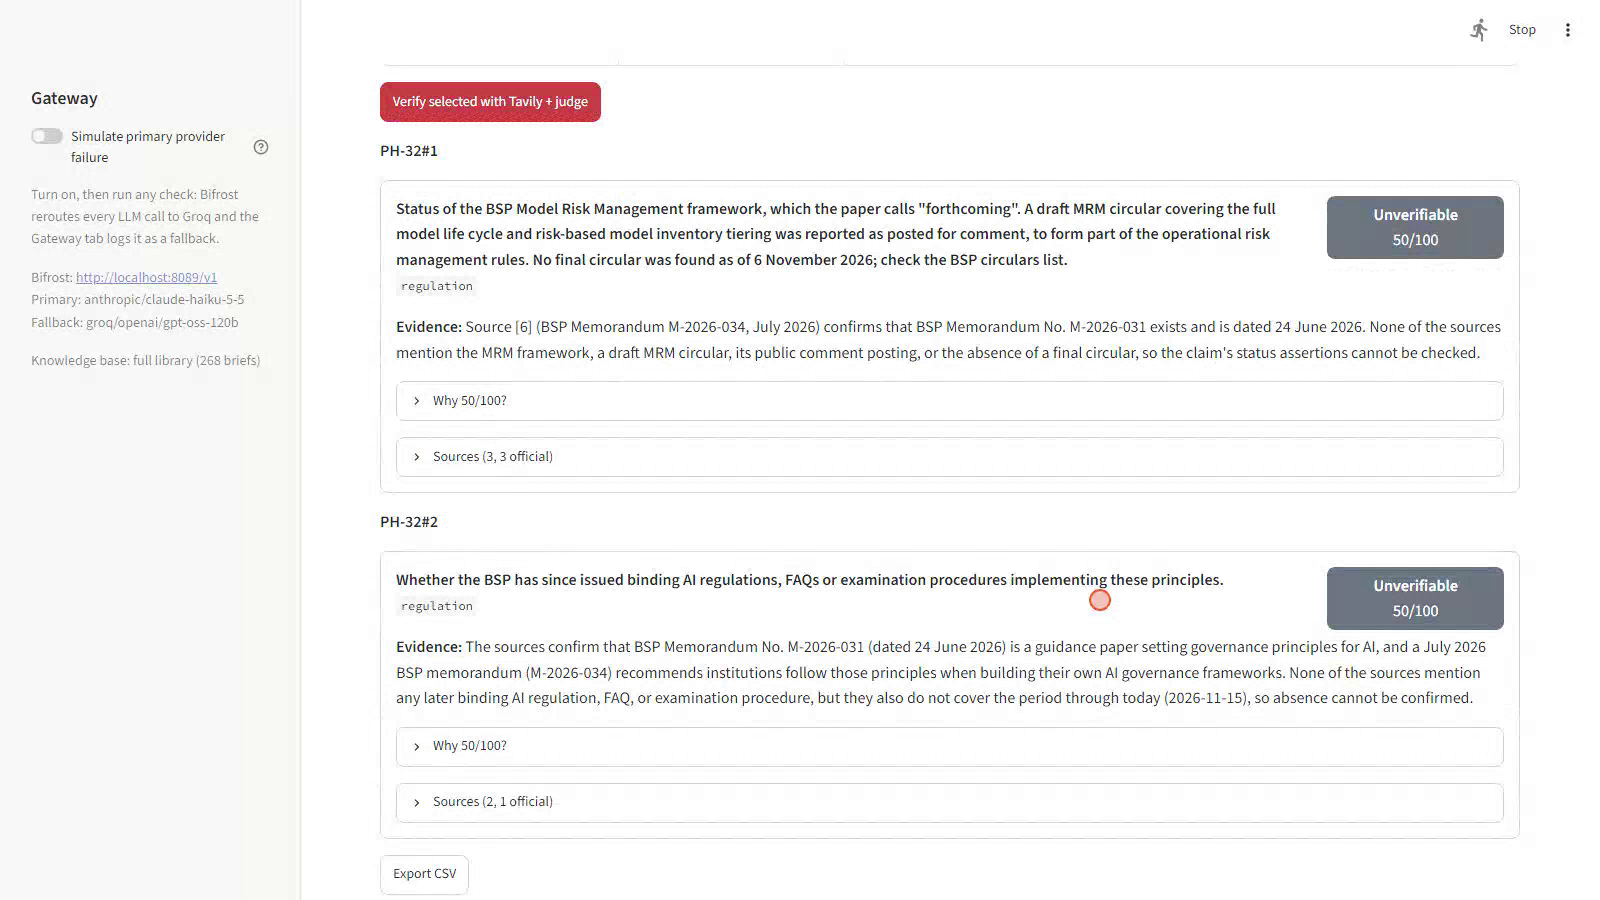 Stop
Gateway
Simulate primary provider
failure
Turn on, then run any check: Bifrost
reroutes every LLM call to Groq and the
Gateway tab logs it as a fallback.
Bifrost: http://localhost:8089/v1
Primary: anthropic/claude-haiku-5-5
Fallback: groq/openai/gpt-oss-120b
Knowledge base: full library (268 briefs)
Verify selected with Tavily + judge
PH-32#1
Status of the BSP Model Risk Management framework, which the paper calls "forthcoming". A draft MRM circular covering the full
model life cycle and risk-based model inventory tiering was reported as posted for comment, to form part of the operational risk
management rules. No final circular was found as of 6 November 2026; check the BSP circulars list.
regulation
Unverifiable
50/100
Evidence: Source [6] (BSP Memorandum M-2026-034, July 2026) confirms that BSP Memorandum No. M-2026-031 exists and is dated 24 June 2026. None of the sources
mention the MRM framework, a draft MRM circular, its public comment posting, or the absence of a final circular, so the claim's status assertions cannot be checked.
Why 50/100?
Sources (3, 3 official)
PH-32#2
Whether the BSP has since issued binding AI regulations, FAQs or examination procedures implementing these principles.
regulation
Unverifiable
50/100
Evidence: The sources confirm that BSP Memorandum No. M-2026-031 (dated 24 June 2026) is a guidance paper setting governance principles for AI, and a July 2026
BSP memorandum (M-2026-034) recommends institutions follow those principles when building their own AI governance frameworks. None of the sources mention
any later binding AI regulation, FAQ, or examination procedure, but they also do not cover the period through today (2026-11-15), so absence cannot be confirmed.
Why 50/100?
Sources (2, 1 official)
Export CSV